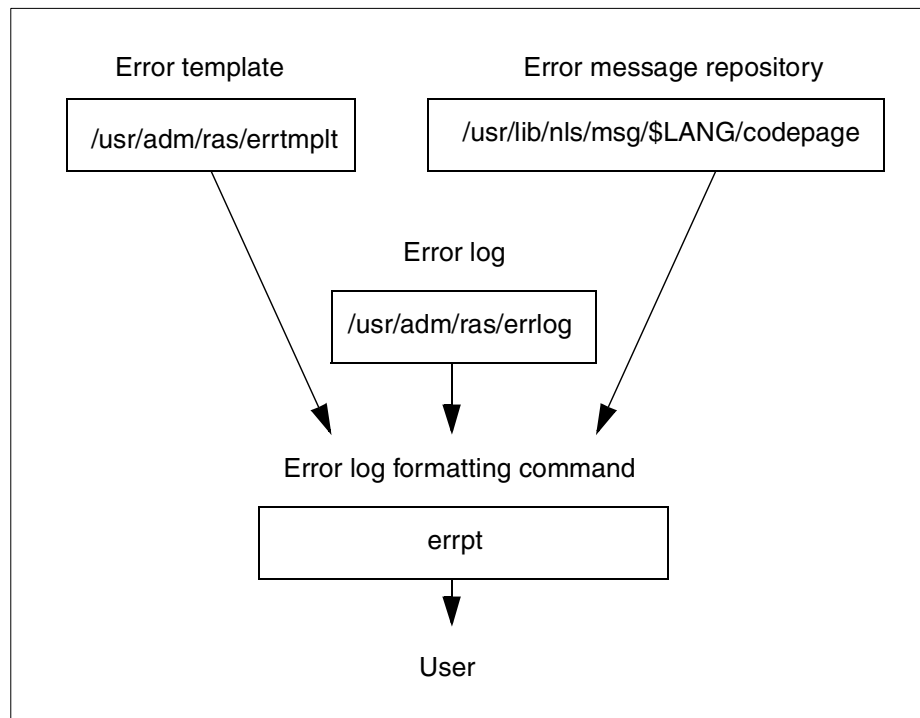 Error template
Error message repository
/usr/adm/ras/errtmplt
/usr/lib/nls/msg/$LANG/codepage
Error log
/usr/adm/ras/errlog
Error log formatting command
errpt
User